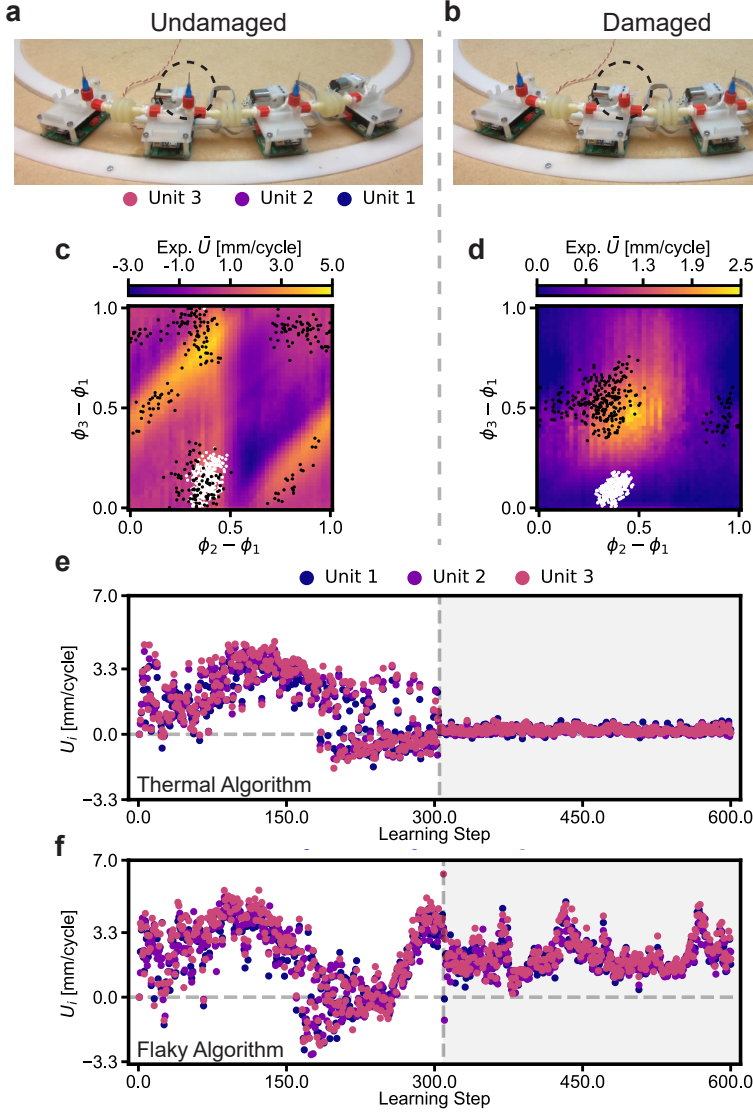 a Undamaged
b Damaged
Unit 3 Unit 2 Unit 1
c Exp. Ū [mm/cycle]
-3.0 -1.0 1.0 5.0
1.0
0.5
0.0
ϕ3 − ϕ1
0.0 0.5 1.0
ϕ2 − ϕ1
d Exp. Ū [mm/cycle]
0.0 0.6 1.3 1.9 2.5
1.0
0.5
0.0
ϕ3 − ϕ1
0.0 0.5 1.0
ϕ2 − ϕ1
e
Unit 1 Unit 2 Unit 3
7.0
3.3
0.0
−3.3
Ui [mm/cycle]
Thermal Algorithm
0.0 150.0 300.0 450.0 600.0
Learning Step
f
7.0
3.3
0.0
−3.3
Ui [mm/cycle]
Flaky Algorithm
0.0 150.0 300.0 450.0 600.0
Learning Step